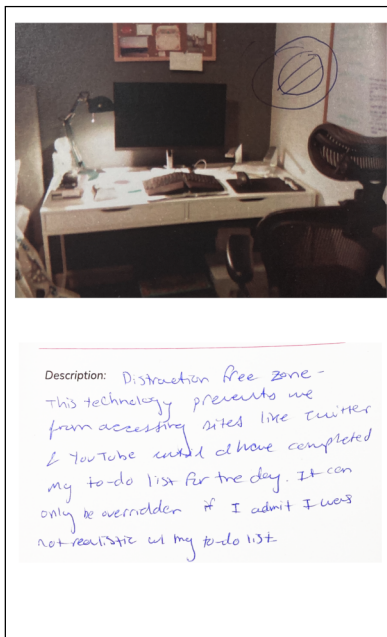 Description: Distraction free zone -
This technology prevents me
from accessing sites like twitter
& YouTube until I have completed
my to-do list for the day. It can
only be overridden if I admit I was
not realistic w/ my to-do list